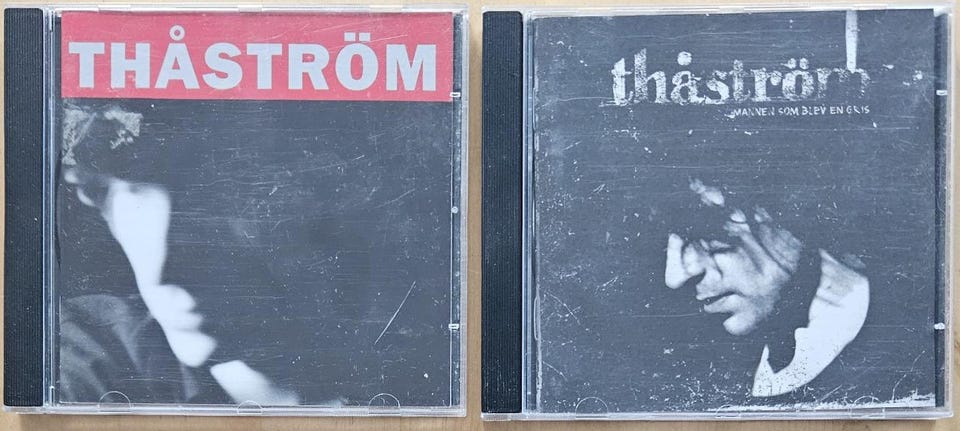 THÅSTRÖM
thåström
MANNEN SOM BLEV EN GRIS